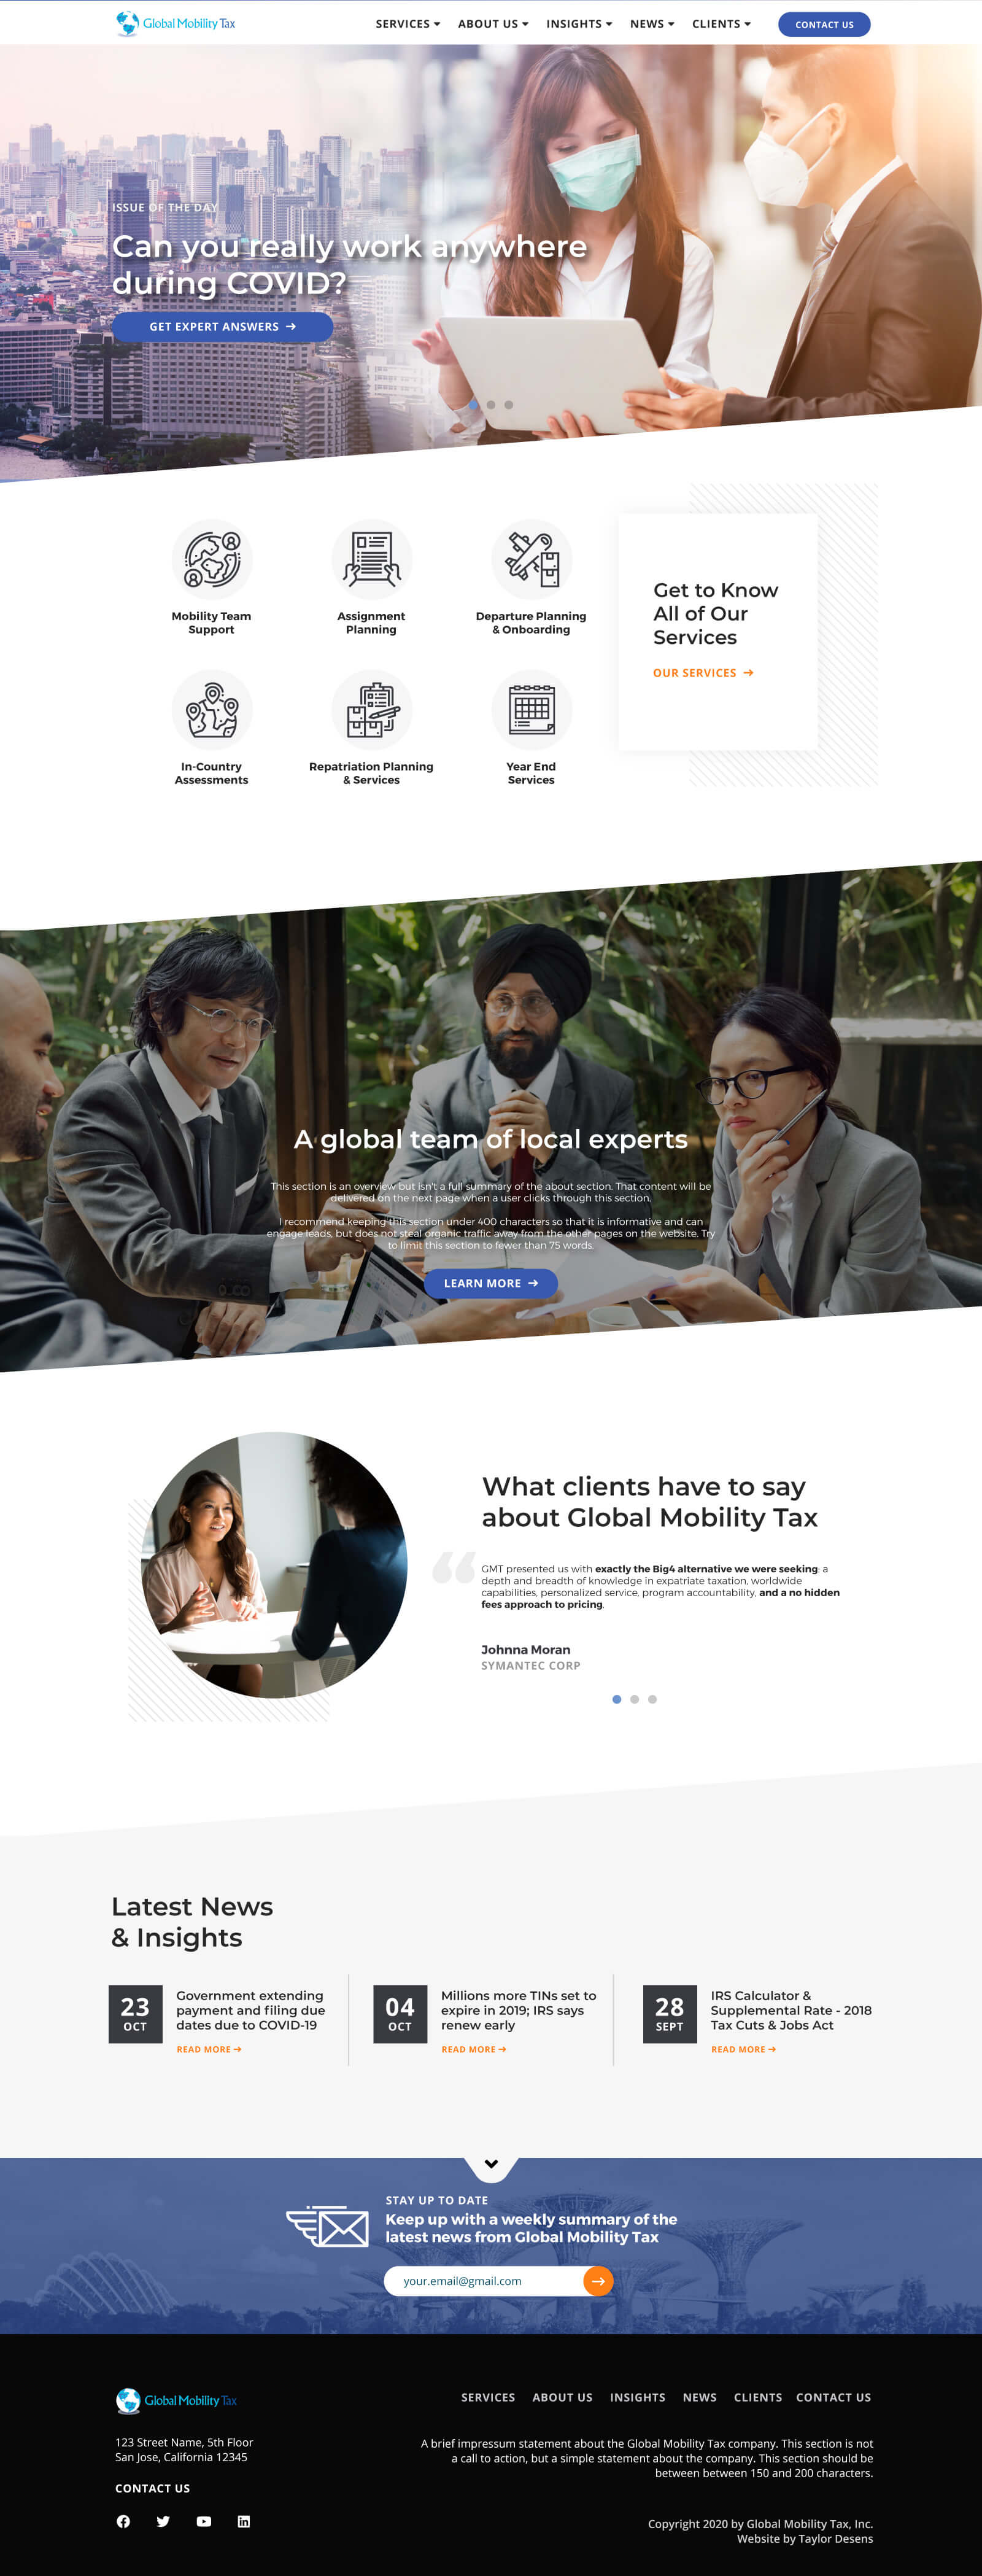 Global Mobility Tax
SERVICES
ABOUT US
INSIGHTS
NEWS
CLIENTS
CONTACT US
ISSUE OF THE DAY
Can you really work anywhere
during COVID?
GET EXPERT ANSWERS
Mobility Team
Support
Assignment
Planning
Departure Planning
& Onboarding
In-Country
Assessments
Repatriation Planning
& Services
Year End
Services
Get to Know
All of Our
Services
OUR SERVICES
A global team of local experts
This section is an overview but isn't a full summary of the about section. That content will be
delivered on the next page when a user clicks through this section.
I recommend keeping this section under 400 characters so that it is informative and can
engage leads, but does not steal organic traffic away from the other pages on the website. Try
to limit this section to fewer than 75 words.
LEARN MORE
What clients have to say
about Global Mobility Tax
GMT presented us with exactly the Big4 alternative we were seeking: a
depth and breadth of knowledge in expatriate taxation, worldwide
capabilities, personalized service, program accountability, and a no hidden
fees approach to pricing.
Johnna Moran
SYMANTEC CORP
Latest News
& Insights
23
OCT
Government extending
payment and filing due
dates due to COVID-19
READ MORE
04
OCT
Millions more TINs set to
expire in 2019; IRS says
renew early
READ MORE
28
SEPT
IRS Calculator &
Supplemental Rate - 2018
Tax Cuts & Jobs Act
READ MORE
STAY UP TO DATE
Keep up with a weekly summary of the
latest news from Global Mobility Tax
your.email@gmail.com
Global Mobility Tax
123 Street Name, 5th Floor
San Jose, California 12345
CONTACT US
SERVICES
ABOUT US
INSIGHTS
NEWS
CLIENTS
CONTACT US
A brief impressum statement about the Global Mobility Tax company. This section is not
a call to action, but a simple statement about the company. This section should be
between between 150 and 200 characters.
Copyright 2020 by Global Mobility Tax, Inc.
Website by Taylor Desens